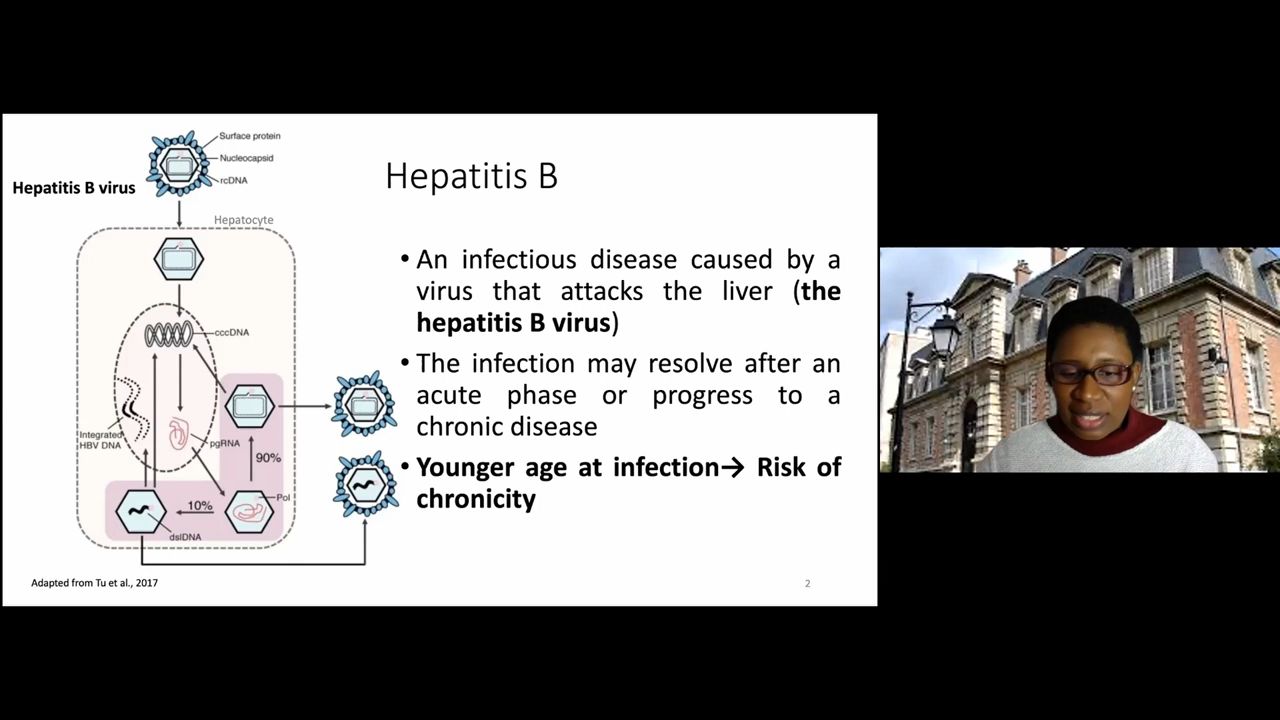 Surface protein
Nucleocapsid
rcDNA
Hepatitis B virus
Hepatocyte
cccDNA
Integrated
HBV DNA
pgRNA
90%
Pol
10%
dslDNA
Adapted from Tu et al., 2017
Hepatitis B
• An infectious disease caused by a
virus that attacks the liver (the
hepatitis B virus)
• The infection may resolve after an
acute phase or progress to a
chronic disease
• Younger age at infection→ Risk of
chronicity
2